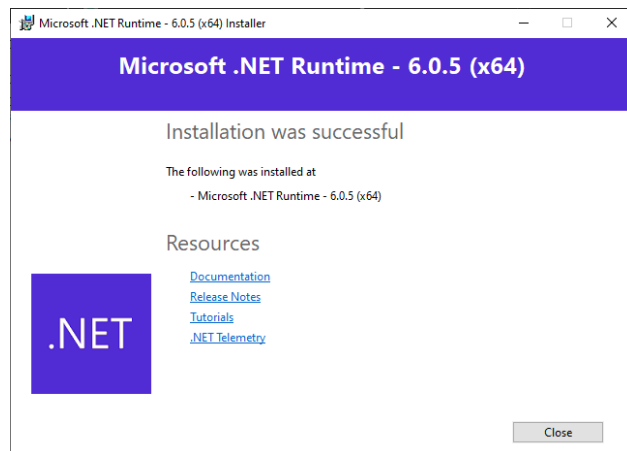 Microsoft .NET Runtime - 6.0.5 (x64) Installer
Microsoft .NET Runtime - 6.0.5 (x64)
Installation was successful
The following was installed at
- Microsoft .NET Runtime - 6.0.5 (x64)
Resources
Documentation
Release Notes
Tutorials
.NET Telemetry
.NET
Close